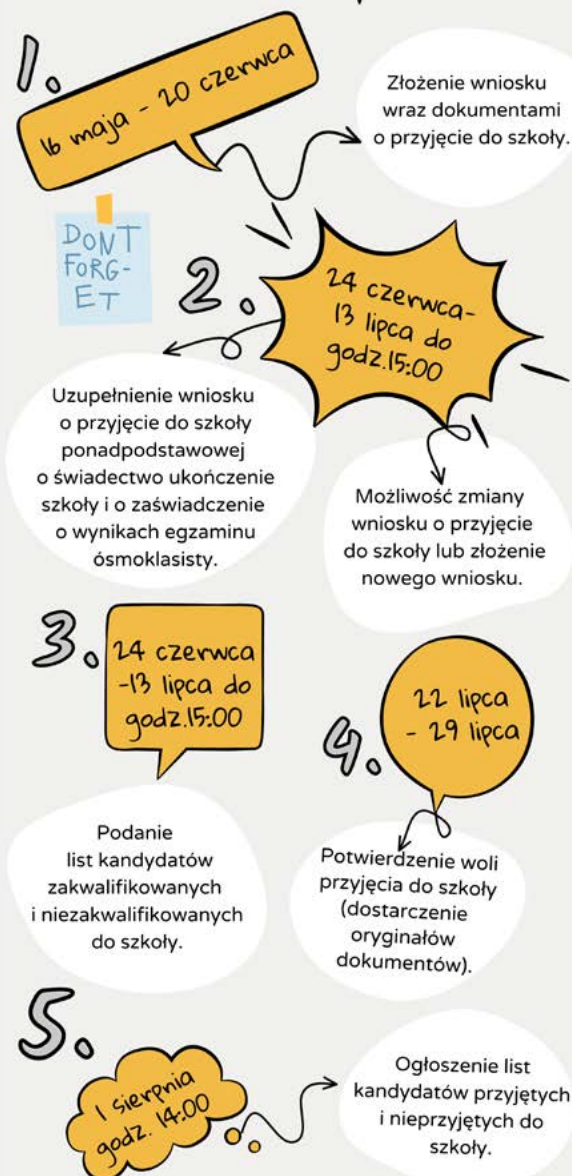 1.
16 maja - 20 czerwca
Złożenie wniosku
wraz dokumentami
o przyjęcie do szkoły.
DON'T
FORG-
ET
2.
24 czerwca-
13 lipca do
godz.15:00
Uzupełnienie wniosku
o przyjęcie do szkoły
ponadpodstawowej
o świadectwo ukończenie
szkoły i o zaświadczenie
o wynikach egzaminu
ósmoklasisty.
Możliwość zmiany
wniosku o przyjęcie
do szkoły lub złożenie
nowego wniosku.
3.
24 czerwca
-13 lipca do
godz.15:00
Podanie
list kandydatów
zakwalifikowanych
i niezakwalifikowanych
do szkoły.
4.
22 lipca
- 29 lipca
Potwierdzenie woli
przyjęcia do szkoły
(dostarczenie
oryginałów
dokumentów).
5.
1 sierpnia
godz. 14:00
Ogłoszenie list
kandydatów przyjętych
i nieprzyjętych do
szkoły.